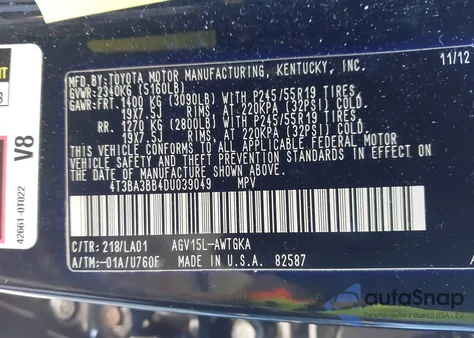 MFD.BY: TOYOTA MOTOR MANUFACTURING, KENTUCKY, INC. 11/12
GVWR-2340KG (5160LB)
GAWR:FRT. 1400 KG (3090LB) WITH P245/55R19 TIRES,
19X7.5J RIMS, AT 220KPA (32PSI) COLD.
RR. 1270 KG (2800LB) WITH P245/55R19 TIRES,
19X7.5J RIMS, AT 220KPA (32PSI) COLD.
THIS VEHICLE CONFORMS TO ALL APPLICABLE FEDERAL MOTOR
VEHICLE SAFETY AND THEFT PREVENTION STANDARDS IN EFFECT
ON THE DATE OF MANUFACTURE SHOWN ABOVE.
4T3BA3BB4DU039049 MPV
C/TR: 218/LA01 AGV15L-AWTGKA
A/TM:-01A/U760F MADE IN U.S.A. 82587
V8
42661-0T022
autoSnap